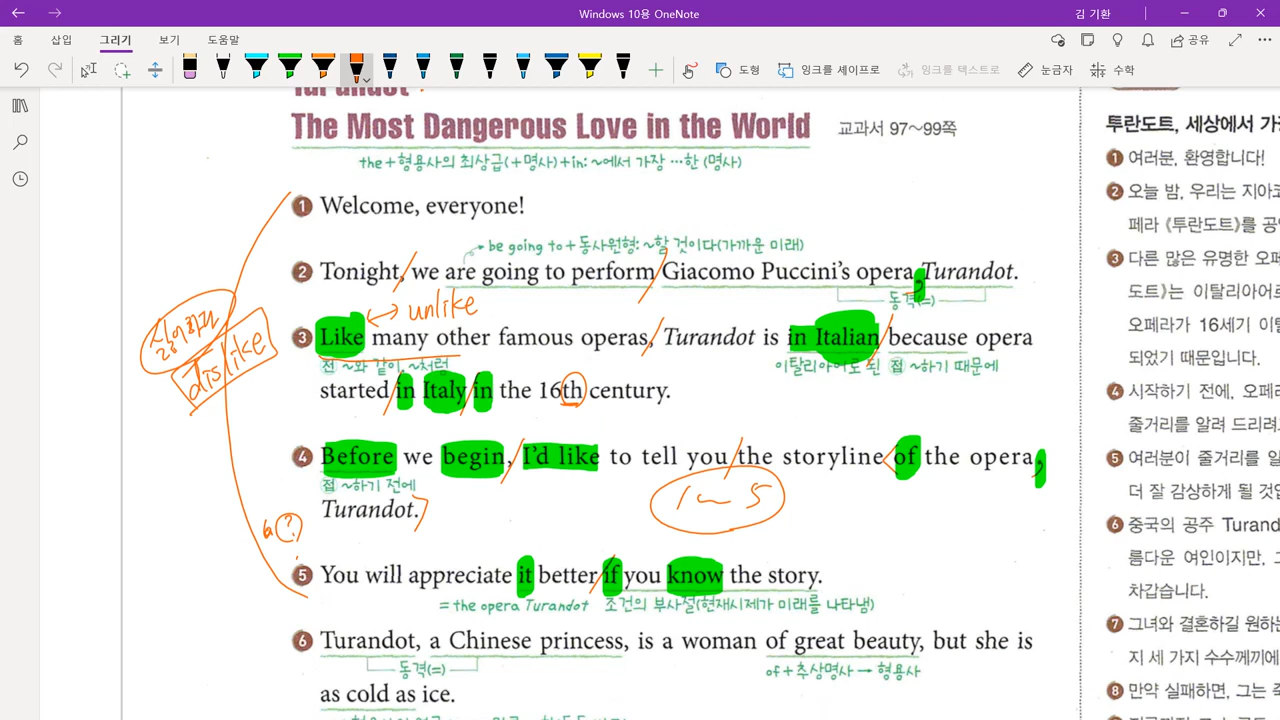 Windows 10용 OneNote
김 기환
홈 삽입 그리기 보기 도움말
공유
도형 잉크를 셰이프로 잉크를 텍스트로 눈금자 수학
The Most Dangerous Love in the World 교과서 97~99쪽
the+형용사의 최상급(+명사)+in: ~에서 가장 …한 (명사)
1 Welcome, everyone!
be going to+동사원형: ~할 것이다(가까운 미래)
2 Tonight, we are going to perform Giacomo Puccini's opera, Turandot.
동격(=)
unlike
3 Like many other famous operas, Turandot is in Italian because opera
전 ~와 같이, ~처럼 이탈리아어로 된 접 ~하기 때문에
싫어하다
dislike
started in Italy in the 16th century.
4 Before we begin, I'd like to tell you the storyline of the opera,
접 ~하기 전에
1~5
Turandot.
6(?)
5 You will appreciate it better if you know the story.
= the opera Turandot 조건의 부사절(현재시제가 미래를 나타냄)
6 Turandot, a Chinese princess, is a woman of great beauty, but she is
동격(=) of+추상명사 → 형용사
as cold as ice.
투란도트, 세상에서 가
1 여러분, 환영합니다!
2 오늘 밤, 우리는 지아코
페라 《투란도트》를 공연
3 다른 많은 유명한 오페
도트》는 이탈리아어로
오페라가 16세기 이탈
되었기 때문입니다.
4 시작하기 전에, 오페라
줄거리를 알려 드리려
5 여러분이 줄거리를 알
더 잘 감상하게 될 것입
6 중국의 공주 Turand
름다운 여인이지만, 그
차갑습니다.
7 그녀와 결혼하길 원하는
지 세 가지 수수께끼에
8 만약 실패하면, 그는 죽